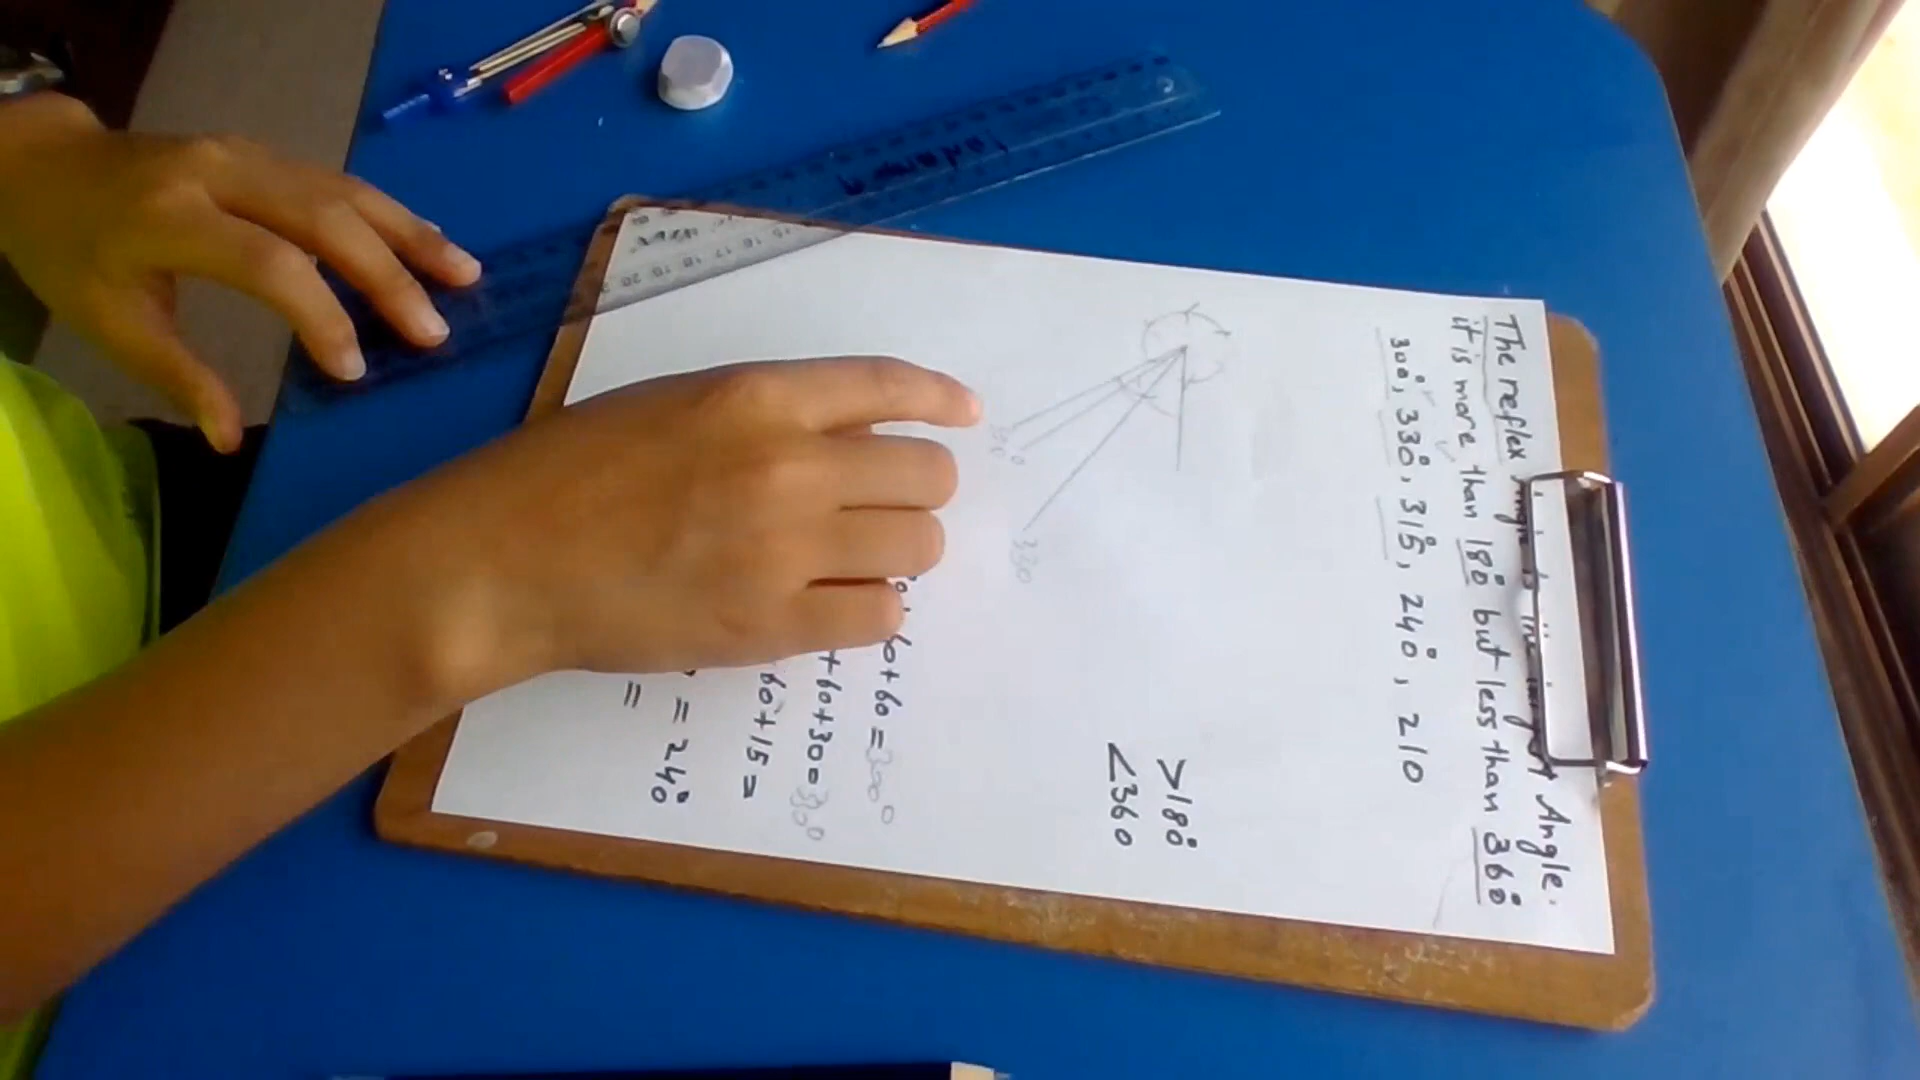 The reflex Angle.
it is more than 180° but less than 360°
300°, 330°, 315°, 240°, 210
>180°
<360
330
60+60=300°
+60+30=330°
60+15=
= 240°
=